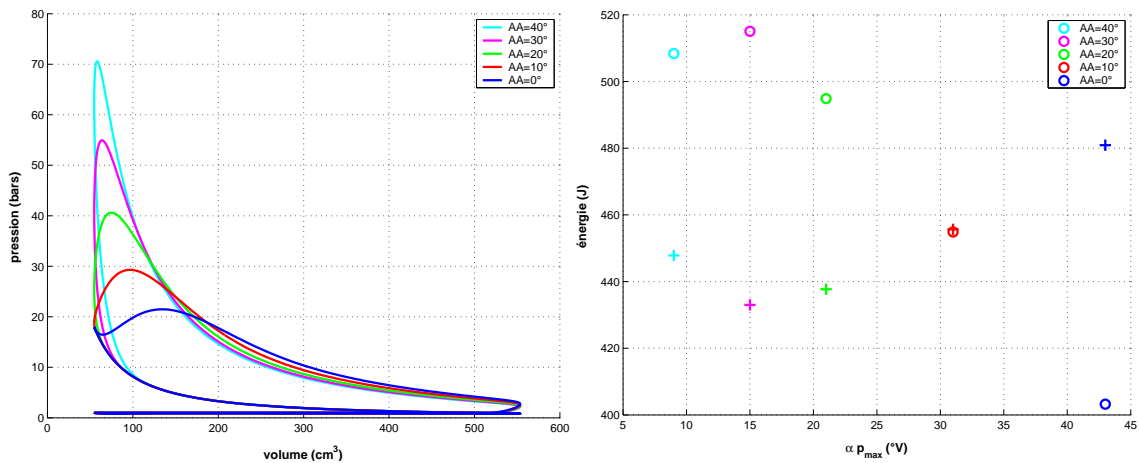 80
70
60
50
40
30
20
10
0
0
100
200
300
400
500
600
pression (bars)
volume (cm³)
AA=40°
AA=30°
AA=20°
AA=10°
AA=0°
520
500
480
460
440
420
400
5
10
15
20
25
30
35
40
45
énergie (J)
α pmax (°V)
AA=40°
AA=30°
AA=20°
AA=10°
AA=0°